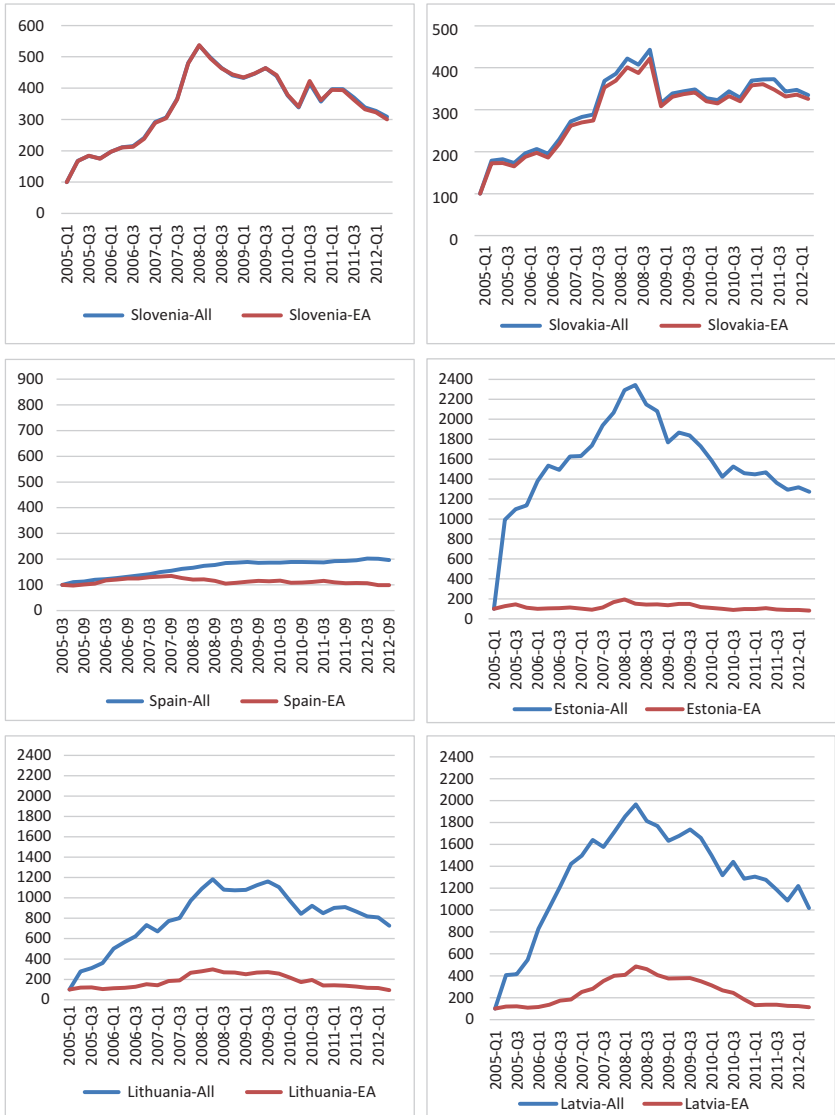 600
500
400
300
200
100
0
2005-Q1
2005-Q3
2006-Q1
2006-Q3
2007-Q1
2007-Q3
2008-Q1
2008-Q3
2009-Q1
2009-Q3
2010-Q1
2010-Q3
2011-Q1
2011-Q3
2012-Q1
Slovenia-All Slovenia-EA
500
400
300
200
100
0
2005-Q1
2005-Q3
2006-Q1
2006-Q3
2007-Q1
2007-Q3
2008-Q1
2008-Q3
2009-Q1
2009-Q3
2010-Q1
2010-Q3
2011-Q1
2011-Q3
2012-Q1
Slovakia-All Slovakia-EA
900
800
700
600
500
400
300
200
100
0
2005-03
2005-09
2006-03
2006-09
2007-03
2007-09
2008-03
2008-09
2009-03
2009-09
2010-03
2010-09
2011-03
2011-09
2012-03
2012-09
Spain-All Spain-EA
2400
2200
2000
1800
1600
1400
1200
1000
800
600
400
200
0
2005-Q1
2005-Q3
2006-Q1
2006-Q3
2007-Q1
2007-Q3
2008-Q1
2008-Q3
2009-Q1
2009-Q3
2010-Q1
2010-Q3
2011-Q1
2011-Q3
2012-Q1
Estonia-All Estonia-EA
2400
2200
2000
1800
1600
1400
1200
1000
800
600
400
200
0
2005-Q1
2005-Q3
2006-Q1
2006-Q3
2007-Q1
2007-Q3
2008-Q1
2008-Q3
2009-Q1
2009-Q3
2010-Q1
2010-Q3
2011-Q1
2011-Q3
2012-Q1
Lithuania-All Lithuania-EA
2400
2200
2000
1800
1600
1400
1200
1000
800
600
400
200
0
2005-Q1
2005-Q3
2006-Q1
2006-Q3
2007-Q1
2007-Q3
2008-Q1
2008-Q3
2009-Q1
2009-Q3
2010-Q1
2010-Q3
2011-Q1
2011-Q3
2012-Q1
Latvia-All Latvia-EA